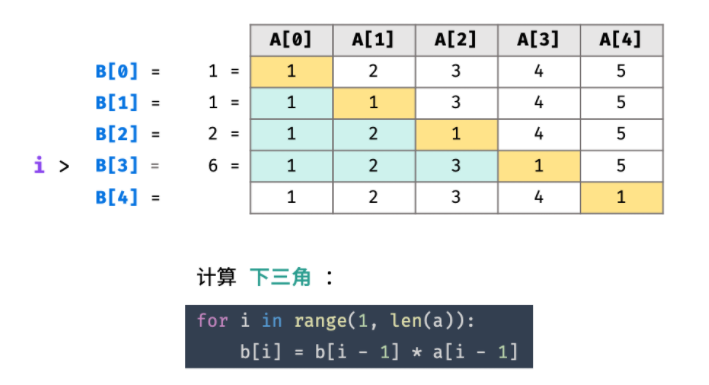 A[0] A[1] A[2] A[3] A[4]
B[0] = 1 = 1 2 3 4 5
B[1] = 1 = 1 1 3 4 5
B[2] = 2 = 1 2 1 4 5
i > B[3] = 6 = 1 2 3 1 5
B[4] = 1 2 3 4 1
计算 下三角 ：
for i in range(1, len(a)):
    b[i] = b[i - 1] * a[i - 1]